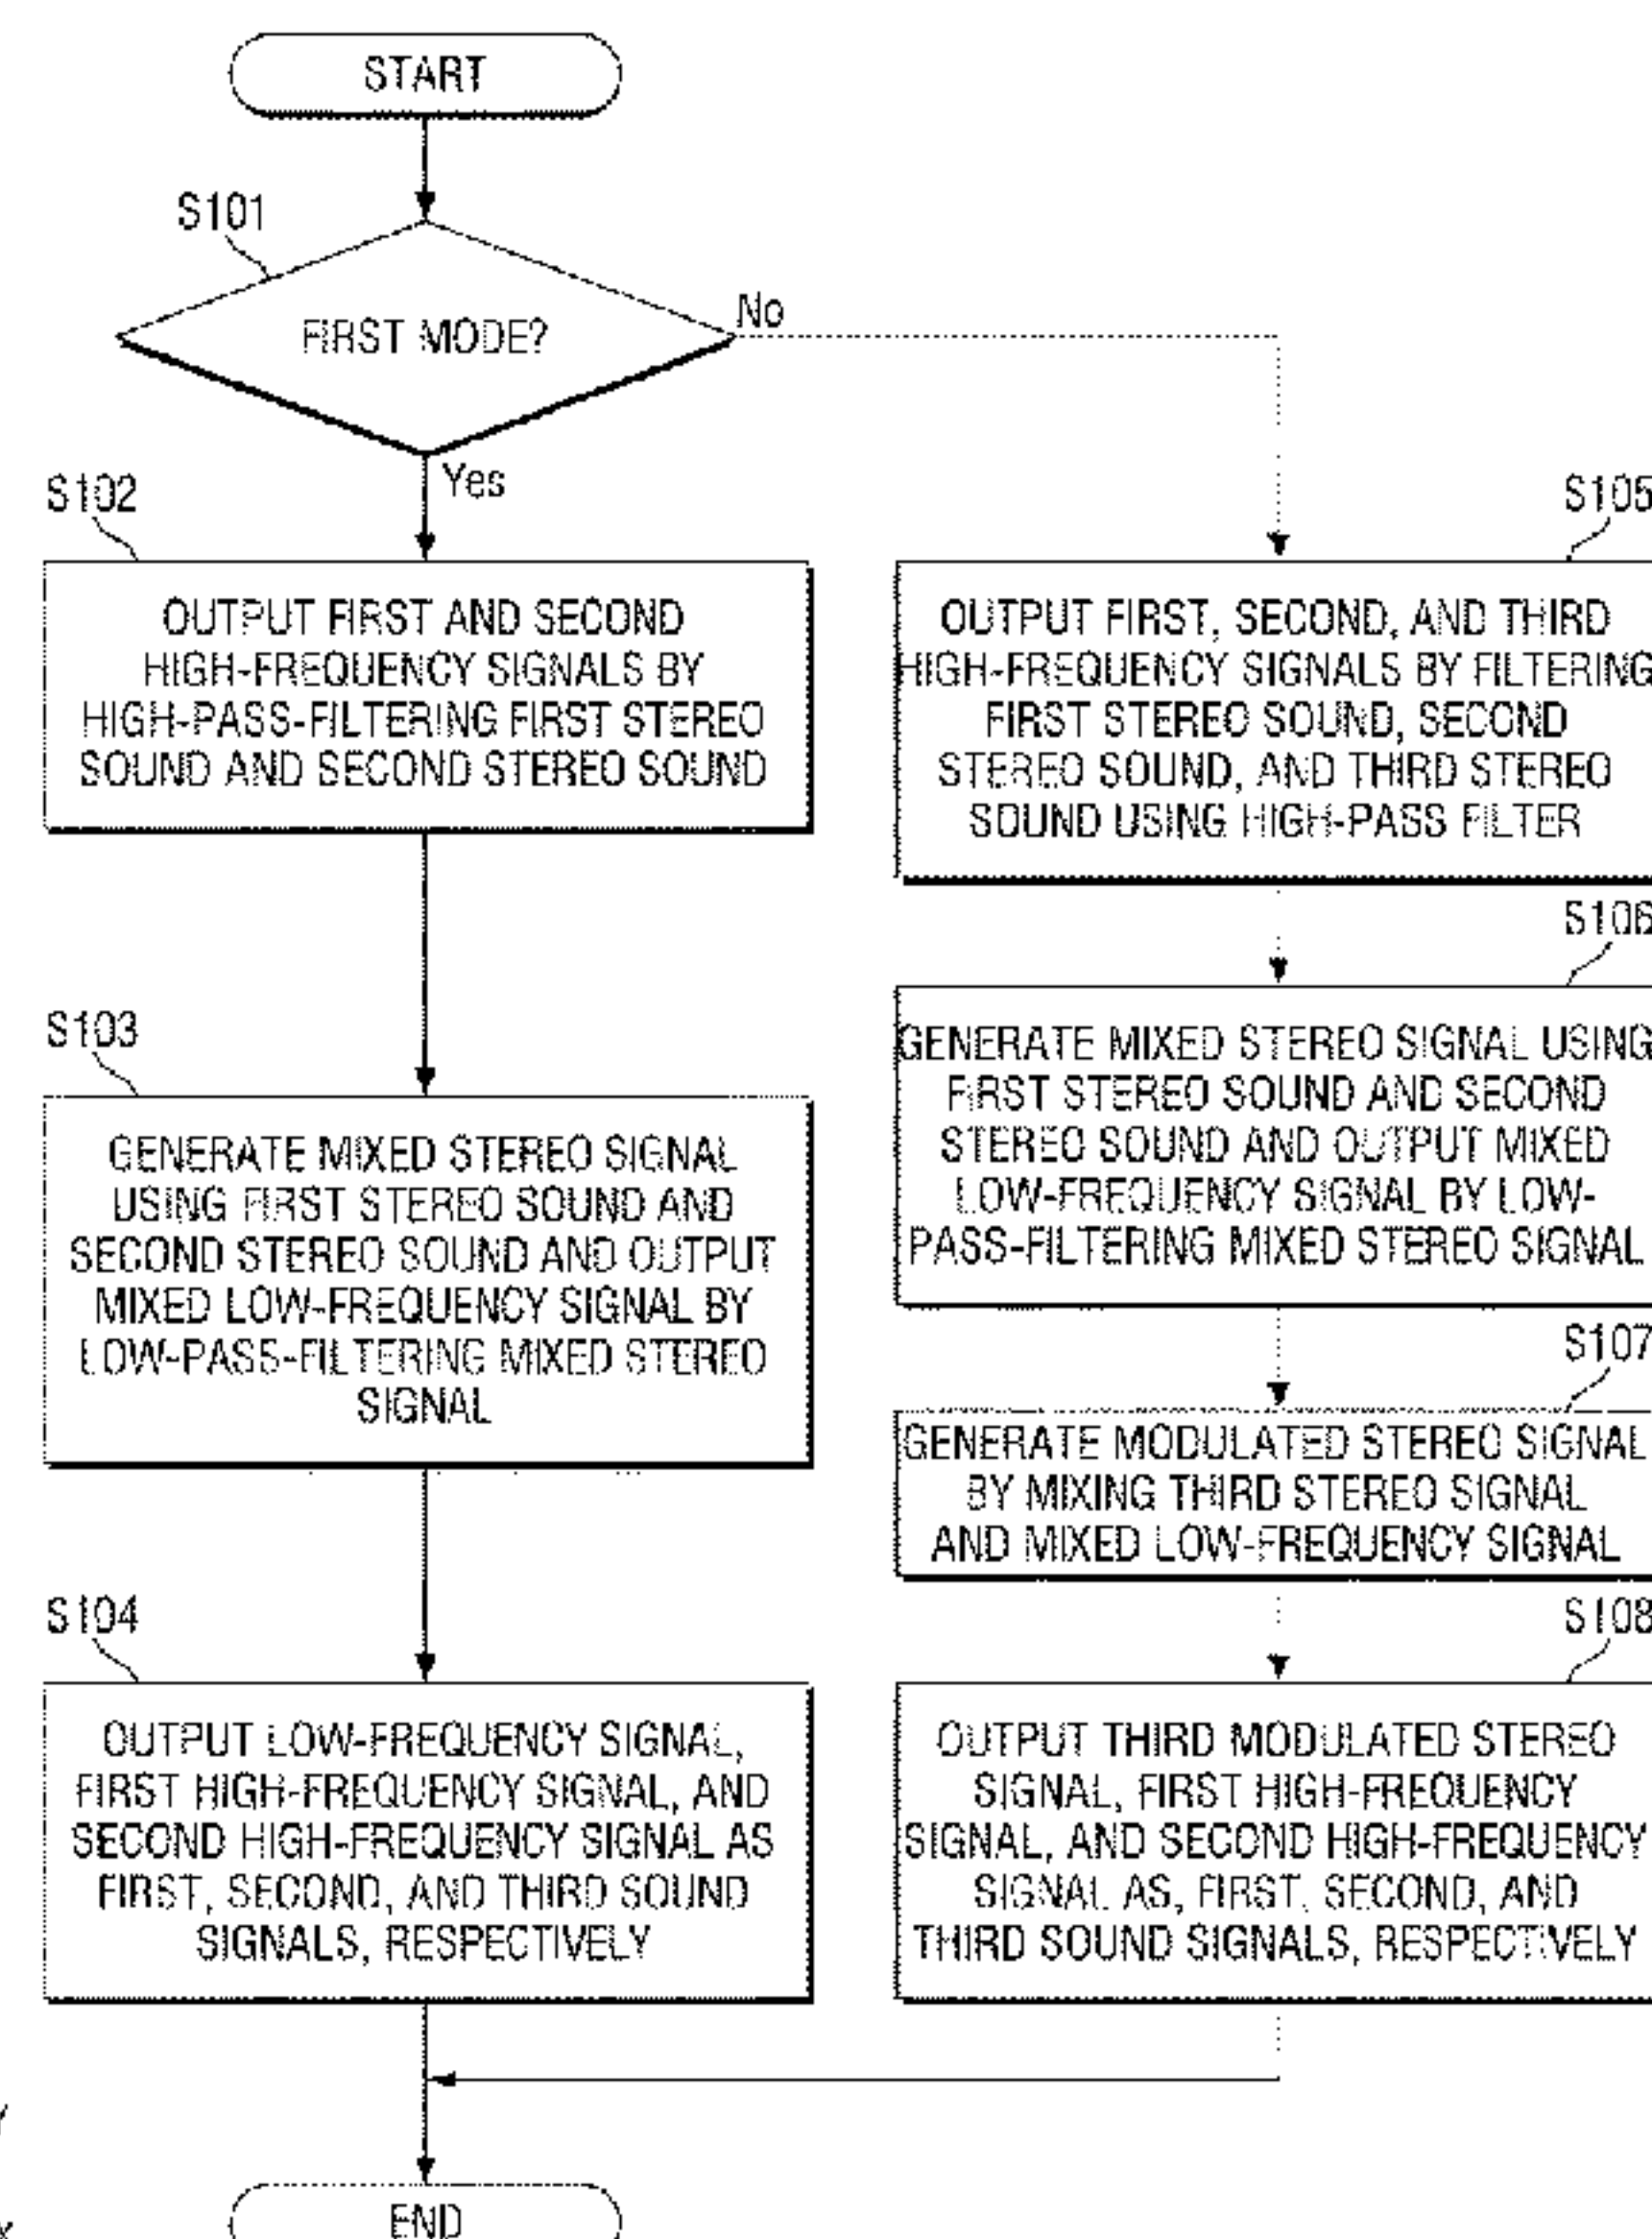 START
S101
FIRST MODE?
No
Yes
S102
OUTPUT FIRST AND SECOND
HIGH-FREQUENCY SIGNALS BY
HIGH-PASS-FILTERING FIRST STEREO
SOUND AND SECOND STEREO SOUND
S103
GENERATE MIXED STEREO SIGNAL
USING FIRST STEREO SOUND AND
SECOND STEREO SOUND AND OUTPUT
MIXED LOW-FREQUENCY SIGNAL BY
LOW-PASS-FILTERING MIXED STEREO
SIGNAL
S104
OUTPUT LOW-FREQUENCY SIGNAL,
FIRST HIGH-FREQUENCY SIGNAL, AND
SECOND HIGH-FREQUENCY SIGNAL AS
FIRST, SECOND, AND THIRD SOUND
SIGNALS, RESPECTIVELY
S105
OUTPUT FIRST, SECOND, AND THIRD
HIGH-FREQUENCY SIGNALS BY FILTERING
FIRST STEREO SOUND, SECOND
STEREO SOUND, AND THIRD STEREO
SOUND USING HIGH-PASS FILTER
S106
GENERATE MIXED STEREO SIGNAL USING
FIRST STEREO SOUND AND SECOND
STEREO SOUND AND OUTPUT MIXED
LOW-FREQUENCY SIGNAL BY LOW-
PASS-FILTERING MIXED STEREO SIGNAL
S107
GENERATE MODULATED STEREO SIGNAL
BY MIXING THIRD STEREO SIGNAL
AND MIXED LOW-FREQUENCY SIGNAL
S108
OUTPUT THIRD MODULATED STEREO
SIGNAL, FIRST HIGH-FREQUENCY
SIGNAL, AND SECOND HIGH-FREQUENCY
SIGNAL AS, FIRST, SECOND, AND
THIRD SOUND SIGNALS, RESPECTIVELY
END